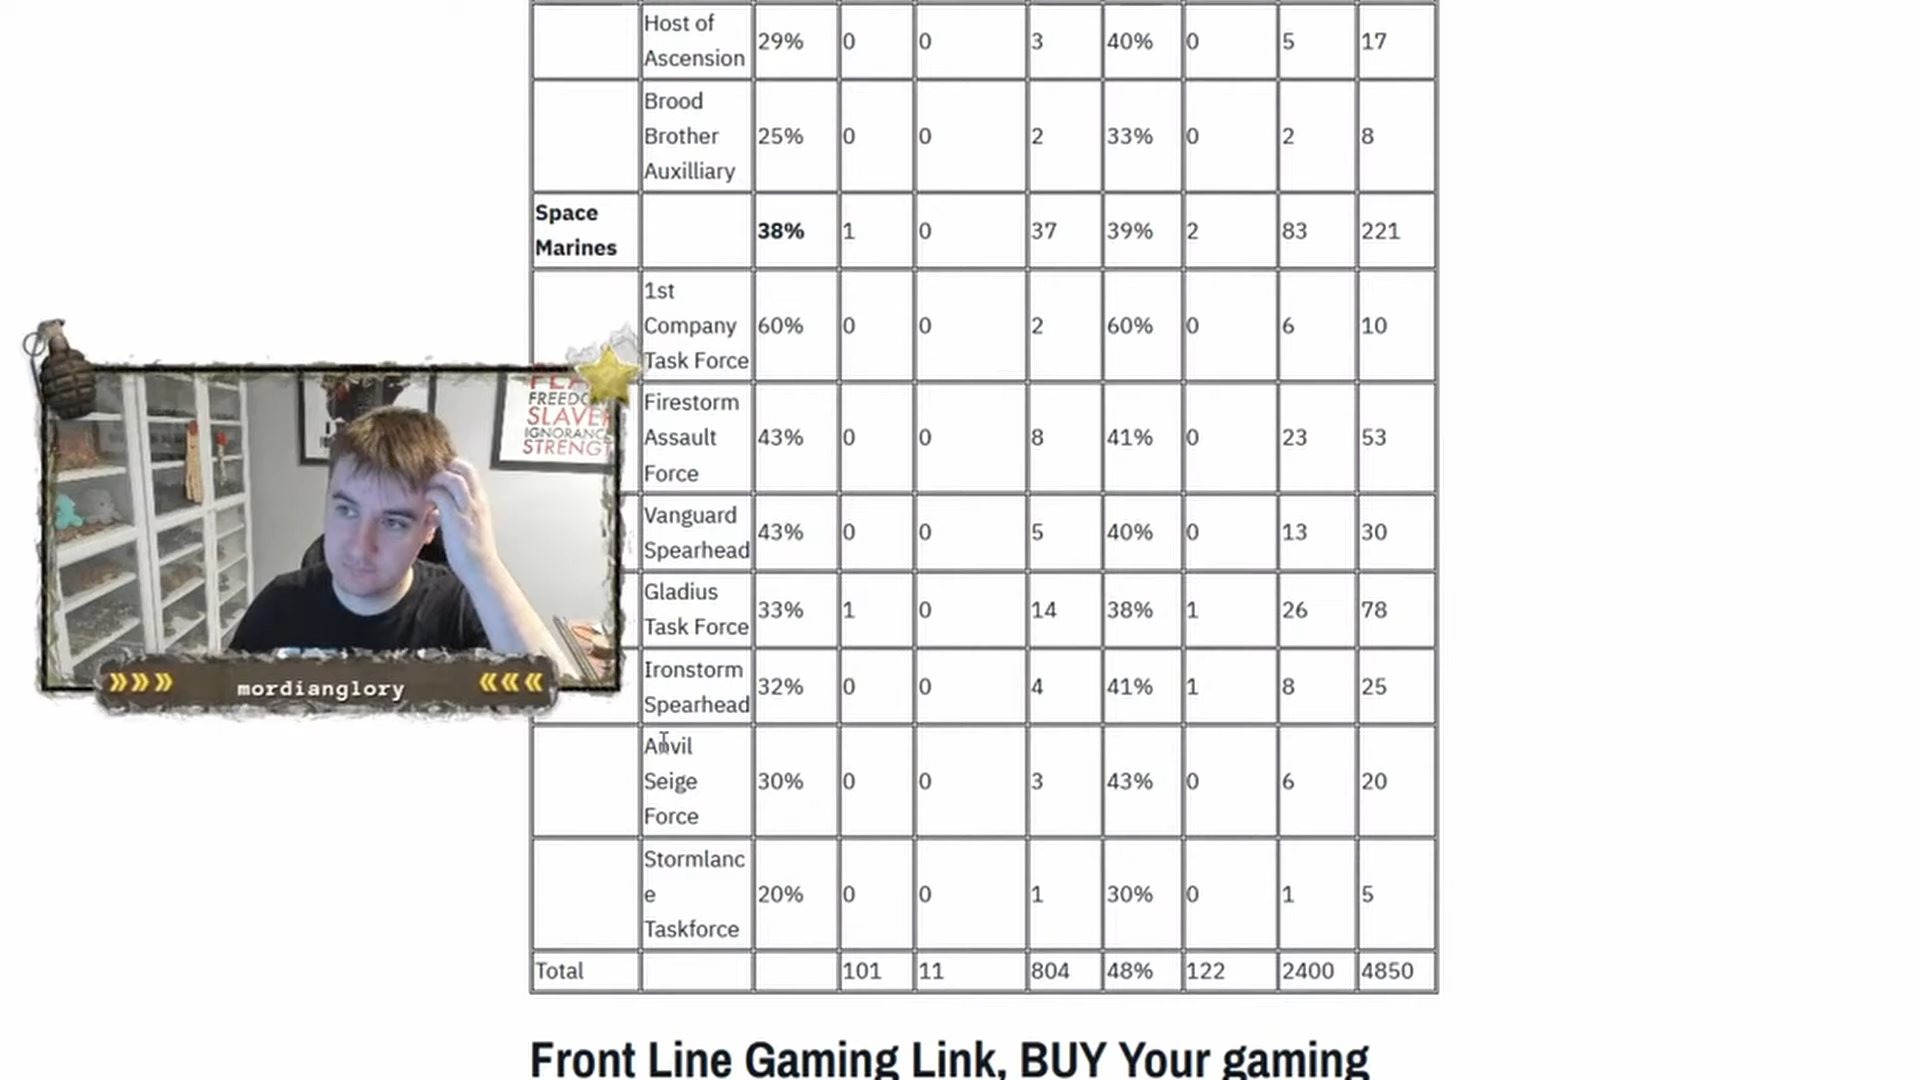 Host of
Ascension
29% 0 0 3 40% 0 5 17
Brood
Brother
Auxilliary
25% 0 0 2 33% 0 2 8
Space
Marines
38% 1 0 37 39% 2 83 221
1st
Company
Task Force
60% 0 0 2 60% 0 6 10
Firestorm
Assault
Force
43% 0 0 8 41% 0 23 53
Vanguard
Spearhead
43% 0 0 5 40% 0 13 30
Gladius
Task Force
33% 1 0 14 38% 1 26 78
Ironstorm
Spearhead
32% 0 0 4 41% 1 8 25
Anvil
Seige
Force
30% 0 0 3 43% 0 6 20
Stormlanc
e
Taskforce
20% 0 0 1 30% 0 1 5
Total 101 11 804 48% 122 2400 4850
Front Line Gaming Link, BUY Your gaming
FREEDO
SLAVE
IGNORANC
STRENGT
mordianglory